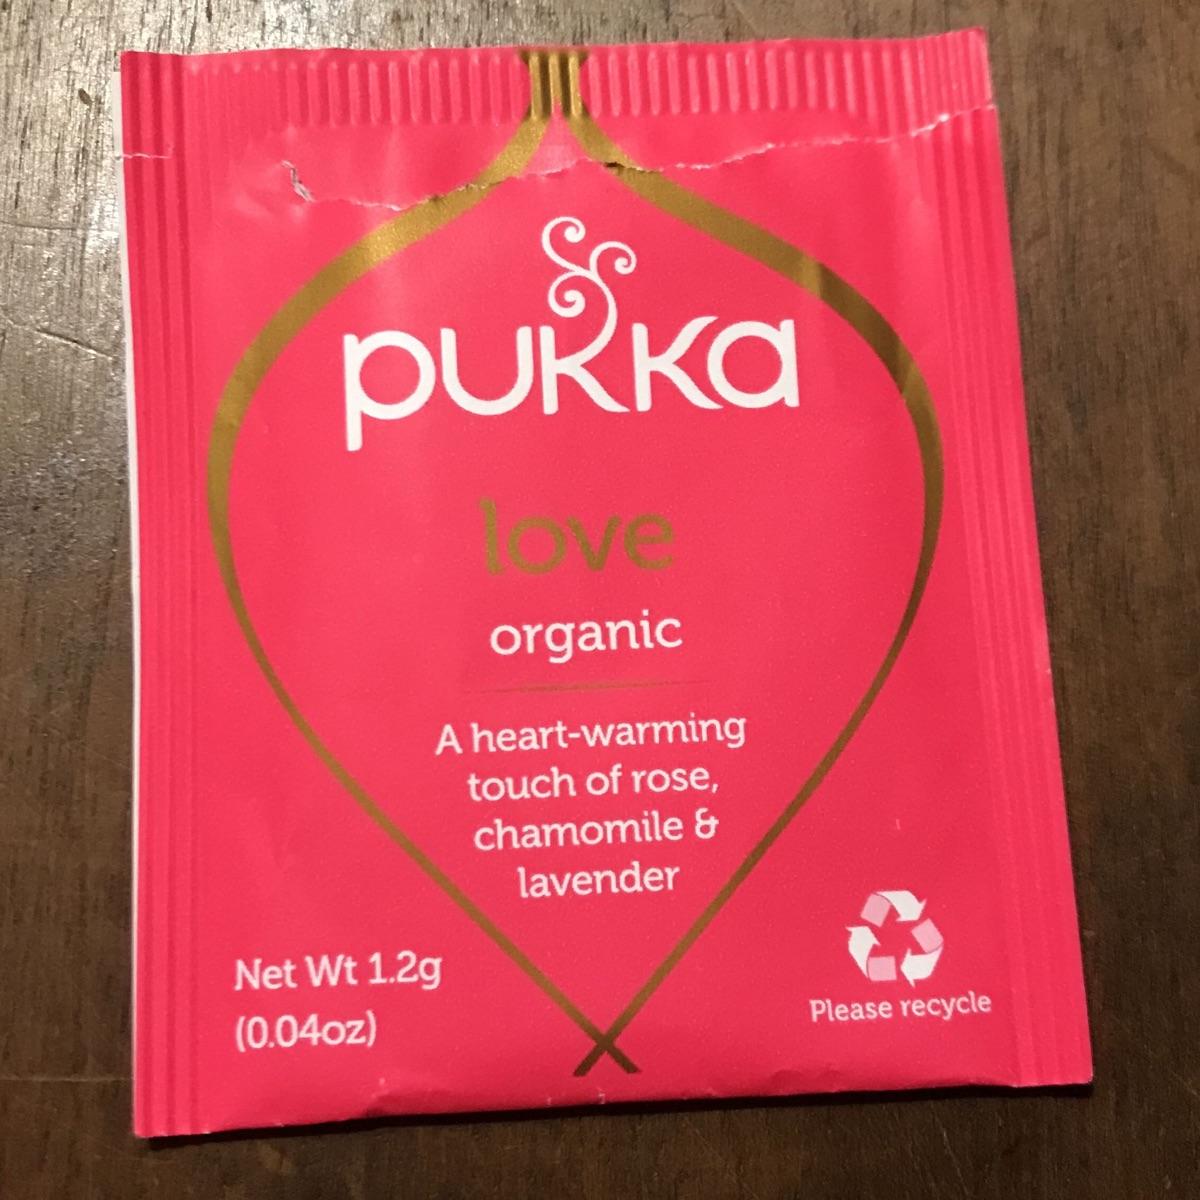 pukka
love
organic
A heart-warming
touch of rose,
chamomile &
lavender
Net Wt 1.2g
(0.04oz)
Please recycle